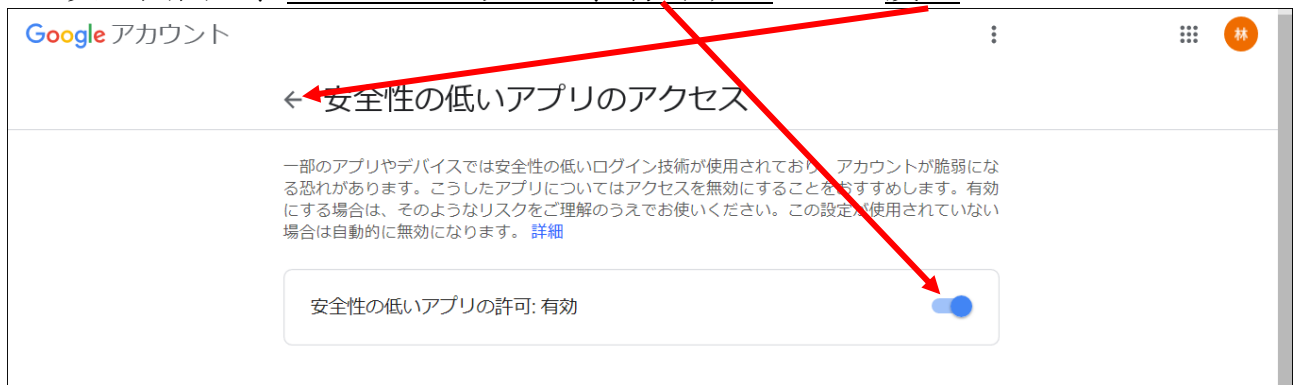 Google アカウント
林
安全性の低いアプリのアクセス
一部のアプリやデバイスでは安全性の低いログイン技術が使用されており、アカウントが脆弱にな
る恐れがあります。こうしたアプリについてはアクセスを無効にすることをおすすめします。有効
にする場合は、そのようなリスクをご理解のうえでお使いください。この設定が使用されていない
場合は自動的に無効になります。 詳細
安全性の低いアプリの許可: 有効